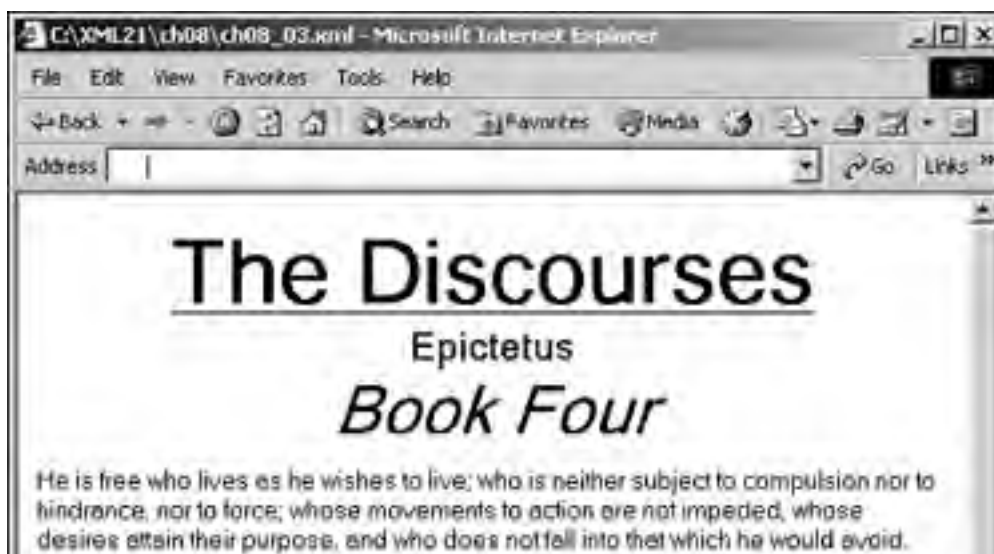 C:\XML21\ch08\ch08_03.xml - Microsoft Internet Explorer
File Edit View Favorites Tools Help
Back Search Favorites Media
Address Go Links »
The Discourses
Epictetus
Book Four
He is free who lives as he wishes to live; who is neither subject to compulsion nor to
hindrance, nor to force; whose movements to action are not impeded, whose
desires attain their purpose, and who does not fall into that which he would avoid.